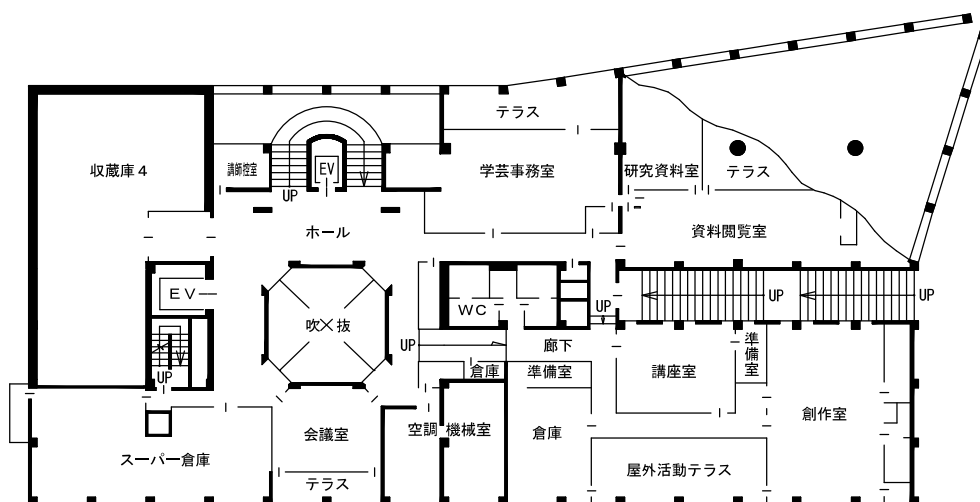 テラス
収蔵庫4
講師控室
EV
学芸事務室
研究資料室
テラス
UP
ホール
資料閲覧室
EV
WC
UP
UP
UP
吹抜
UP
廊下
準備室
UP
倉庫
準備室
講座室
創作室
会議室
空調
機械室
倉庫
スーパー倉庫
テラス
屋外活動テラス